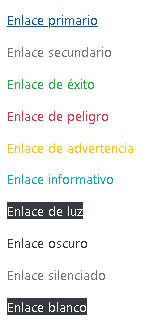 Enlace primario
Enlace secundario
Enlace de éxito
Enlace de peligro
Enlace de advertencia
Enlace informativo
Enlace de luz
Enlace oscuro
Enlace silenciado
Enlace blanco